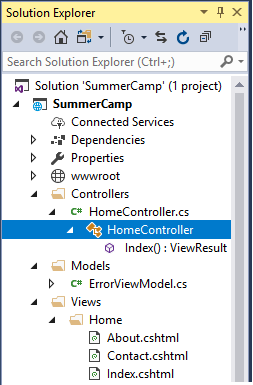 Solution Explorer
Search Solution Explorer (Ctrl+;)
Solution 'SummerCamp' (1 project)
SummerCamp
Connected Services
Dependencies
Properties
wwwroot
Controllers
C# HomeController.cs
HomeController
Index() : ViewResult
Models
C# ErrorViewModel.cs
Views
Home
About.cshtml
Contact.cshtml
Index.cshtml